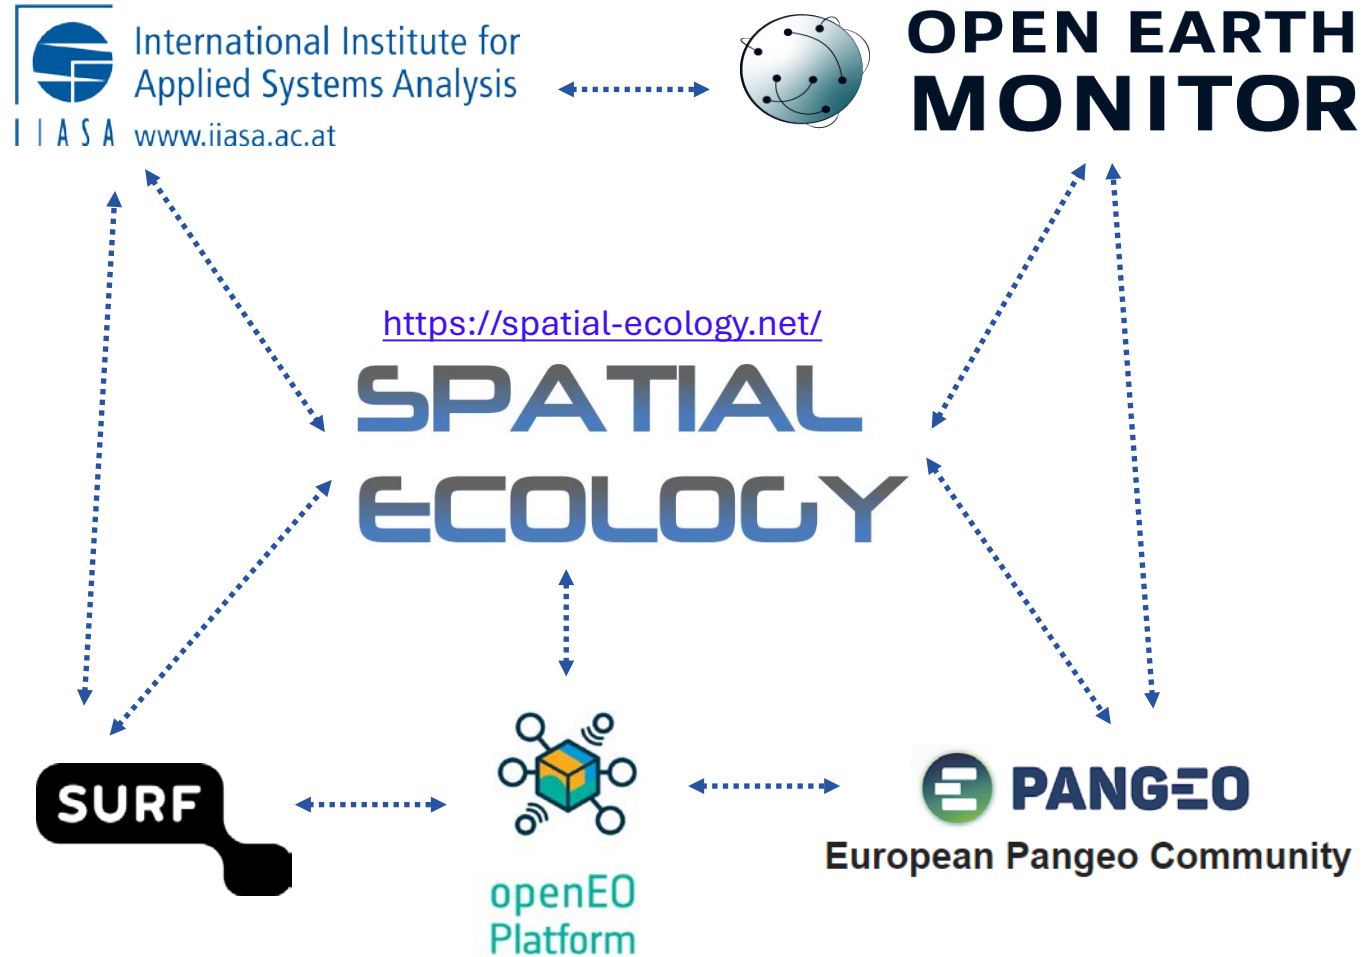 International Institute for
Applied Systems Analysis
IIASA www.iiasa.ac.at
OPEN EARTH
MONITOR
https://spatial-ecology.net/
SPATIAL
ECOLOGY
SURF
openEO
Platform
PANGEO
European Pangeo Community